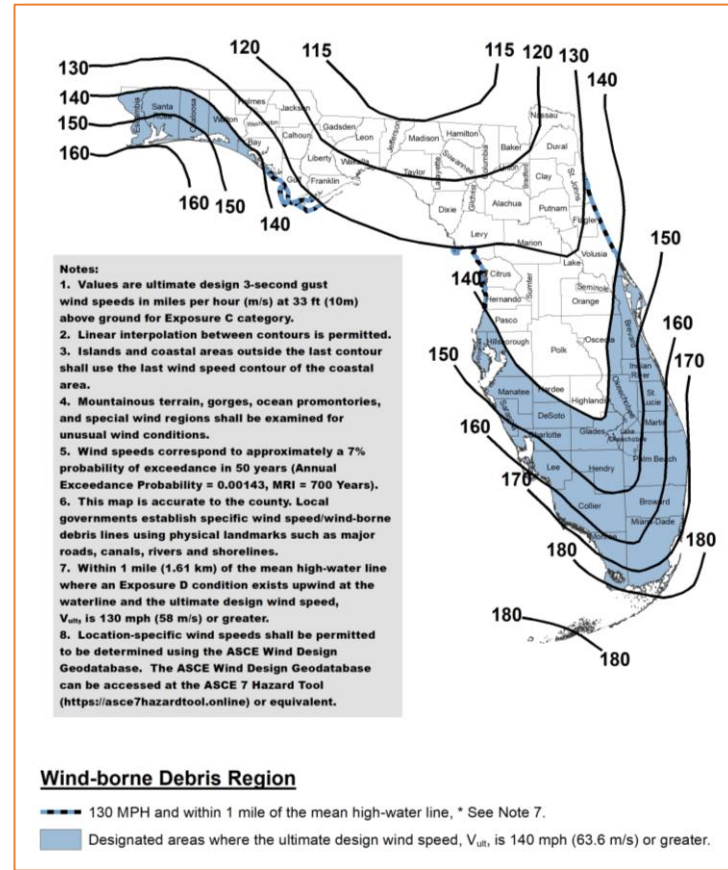 115
115
120
120
130
130
140
140
150
150
160
160
140
Escambia
Santa
Rosa
Okaloosa
Walton
Holmes
Washington
Jackson
Bay
Calhoun
Gulf
Gadsden
Liberty
Franklin
Leon
Wakulla
Jefferson
Madison
Taylor
Hamilton
Suwannee
Lafayette
Dixie
Columbia
Gilchrist
Levy
Baker
Union
Bradford
Alachua
Marion
Nassau
Duval
Clay
St. Johns
Putnam
Flagler
Volusia
Lake
Citrus
Sumter
Hernando
Pasco
Seminole
Orange
Hillsborough
Polk
Osceola
Brevard
Indian
River
Manatee
Hardee
Highlands
Okeechobee
St.
Lucie
Sarasota
DeSoto
Martin
Charlotte
Glades
Lake
Okeechobee
Palm Beach
Lee
Hendry
Collier
Broward
Miami-Dade
Monroe
140
150
150
160
160
170
170
180
180
180
180
Notes:
1. Values are ultimate design 3-second gust
wind speeds in miles per hour (m/s) at 33 ft (10m)
above ground for Exposure C category.
2. Linear interpolation between contours is permitted.
3. Islands and coastal areas outside the last contour
shall use the last wind speed contour of the coastal
area.
4. Mountainous terrain, gorges, ocean promontories,
and special wind regions shall be examined for
unusual wind conditions.
5. Wind speeds correspond to approximately a 7%
probability of exceedance in 50 years (Annual
Exceedance Probability = 0.00143, MRI = 700 Years).
6. This map is accurate to the county. Local
governments establish specific wind speed/wind-borne
debris lines using physical landmarks such as major
roads, canals, rivers and shorelines.
7. Within 1 mile (1.61 km) of the mean high-water line
where an Exposure D condition exists upwind at the
waterline and the ultimate design wind speed,
Vult, is 130 mph (58 m/s) or greater.
8. Location-specific wind speeds shall be permitted
to be determined using the ASCE Wind Design
Geodatabase. The ASCE Wind Design Geodatabase
can be accessed at the ASCE 7 Hazard Tool
(https://asce7hazardtool.online) or equivalent.
Wind-borne Debris Region
130 MPH and within 1 mile of the mean high-water line, * See Note 7.
Designated areas where the ultimate design wind speed, Vult, is 140 mph (63.6 m/s) or greater.